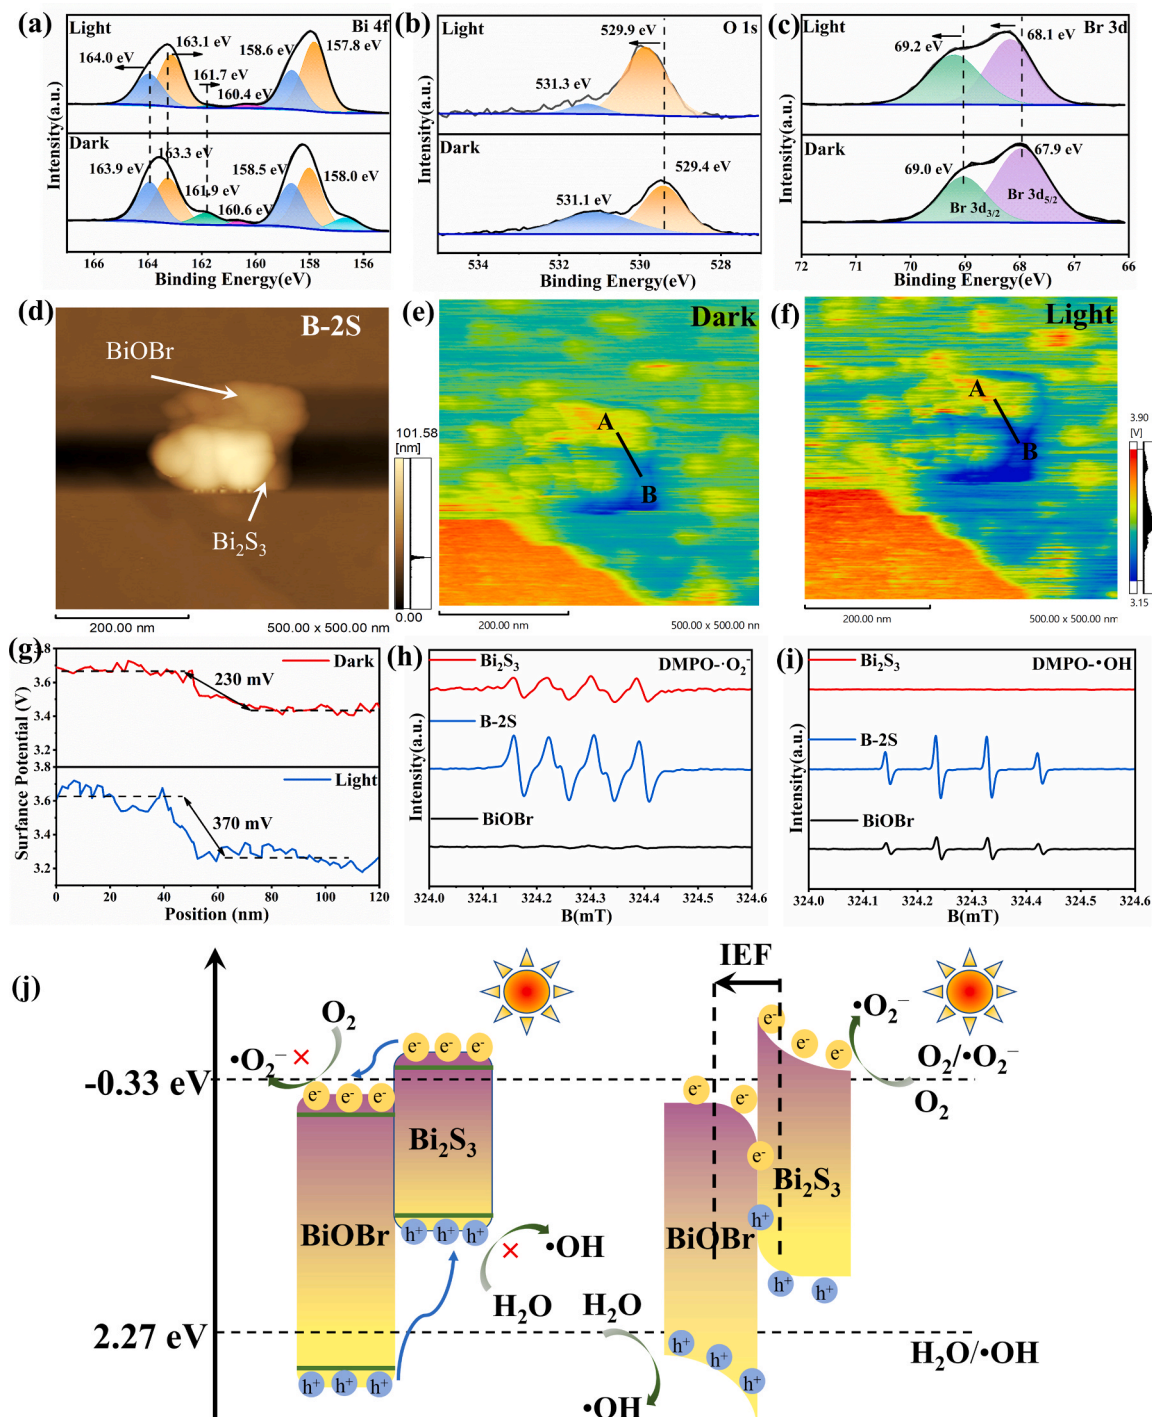 (a)
Light
Bi 4f
164.0 eV
163.1 eV
161.7 eV
160.4 eV
158.6 eV
157.8 eV
Dark
163.9 eV
163.3 eV
161.9 eV
160.6 eV
158.5 eV
158.0 eV
Intensity(a.u.)
166 164 162 160 158 156
Binding Energy(eV)
(b)
Light
O 1s
529.9 eV
531.3 eV
Dark
529.4 eV
531.1 eV
Intensity(a.u.)
534 532 530 528
Binding Energy(eV)
(c)
Light
Br 3d
69.2 eV
68.1 eV
Dark
69.0 eV
67.9 eV
Br 3d3/2
Br 3d5/2
Intensity(a.u.)
72 71 70 69 68 67 66
Binding Energy(eV)
(d)
B-2S
BiOBr
Bi2S3
101.58
[nm]
0.00
200.00 nm
500.00 x 500.00 nm
(e)
Dark
A
B
200.00 nm
500.00 x 500.00 nm
(f)
Light
A
B
3.90
[V]
3.15
200.00 nm
500.00 x 500.00 nm
(g)
3.8
Dark
230 mV
3.6
3.4
3.2
3.8
Light
370 mV
3.6
3.4
3.2
Surfance Potential (V)
0 20 40 60 80 100 120
Position (nm)
(h)
Bi2S3
DMPO-·O2-
B-2S
BiOBr
Intensity(a.u.)
324.0 324.1 324.2 324.3 324.4 324.5 324.6
B(mT)
(i)
Bi2S3
DMPO-•OH
B-2S
BiOBr
Intensity(a.u.)
324.0 324.1 324.2 324.3 324.4 324.5 324.6
B(mT)
(j)
IEF
O2
•O2−
-0.33 eV
e- e- e-
e- e- e-
Bi2S3
BiOBr
h+ h+ h+
•OH
H2O
2.27 eV
h+ h+ h+
e- e- e-
•O2−
O2/•O2−
O2
e- e-
e-
Bi2S3
BiOBr
h+
h+ h+
H2O
h+ h+ h+
H2O/•OH
•OH